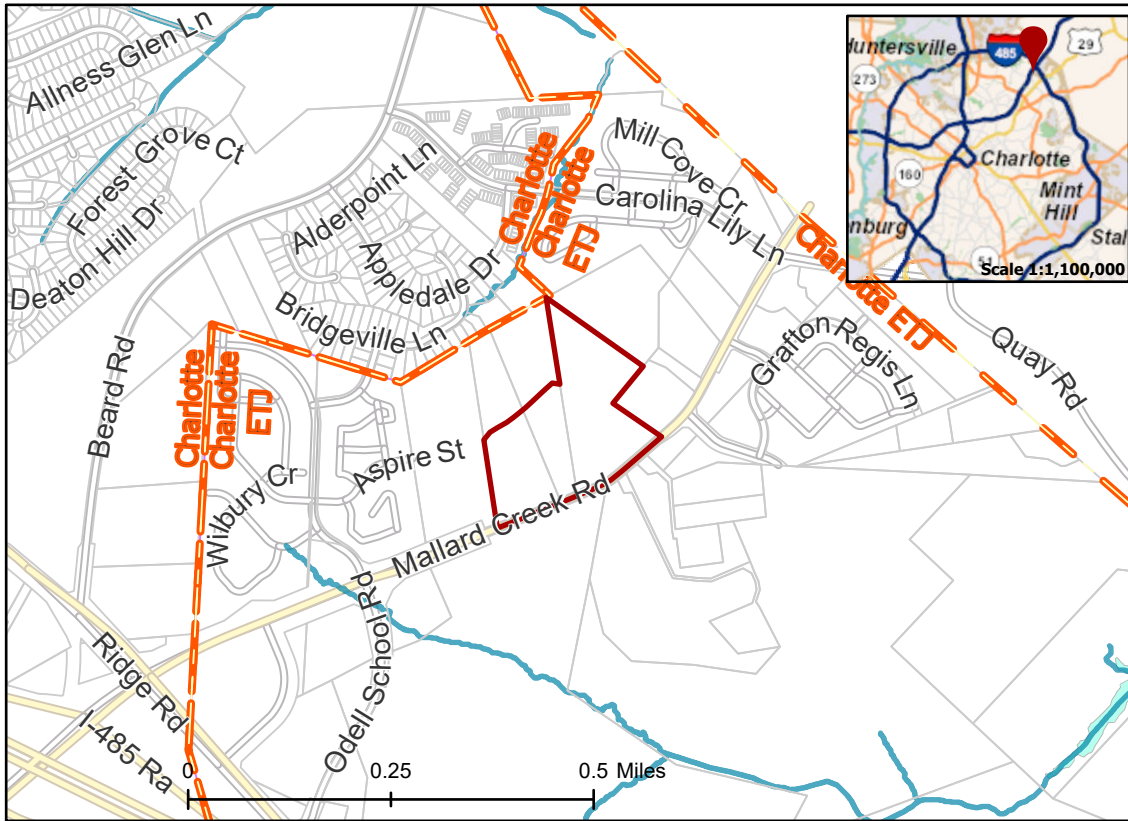 Allness Glen Ln
Forest Grove Ct
Deaton Hill Dr
Beard Rd
Alderpoint Ln
Appledale Dr
Bridgeville Ln
Charlotte
Charlotte
ETJ
Mill Cove Cr
Carolina Lily Ln
Charlotte ETJ
Quay Rd
Grafton Regis Ln
Charlotte
Charlotte
ETJ
Wilbury Cr
Aspire St
Mallard Creek Rd
Odell School Rd
Ridge Rd
I-485 Ra
0
0.25
0.5 Miles
Huntersville
485
29
273
Charlotte
160
Mint
Hill
enburg
51
Stal
Scale 1:1,100,000